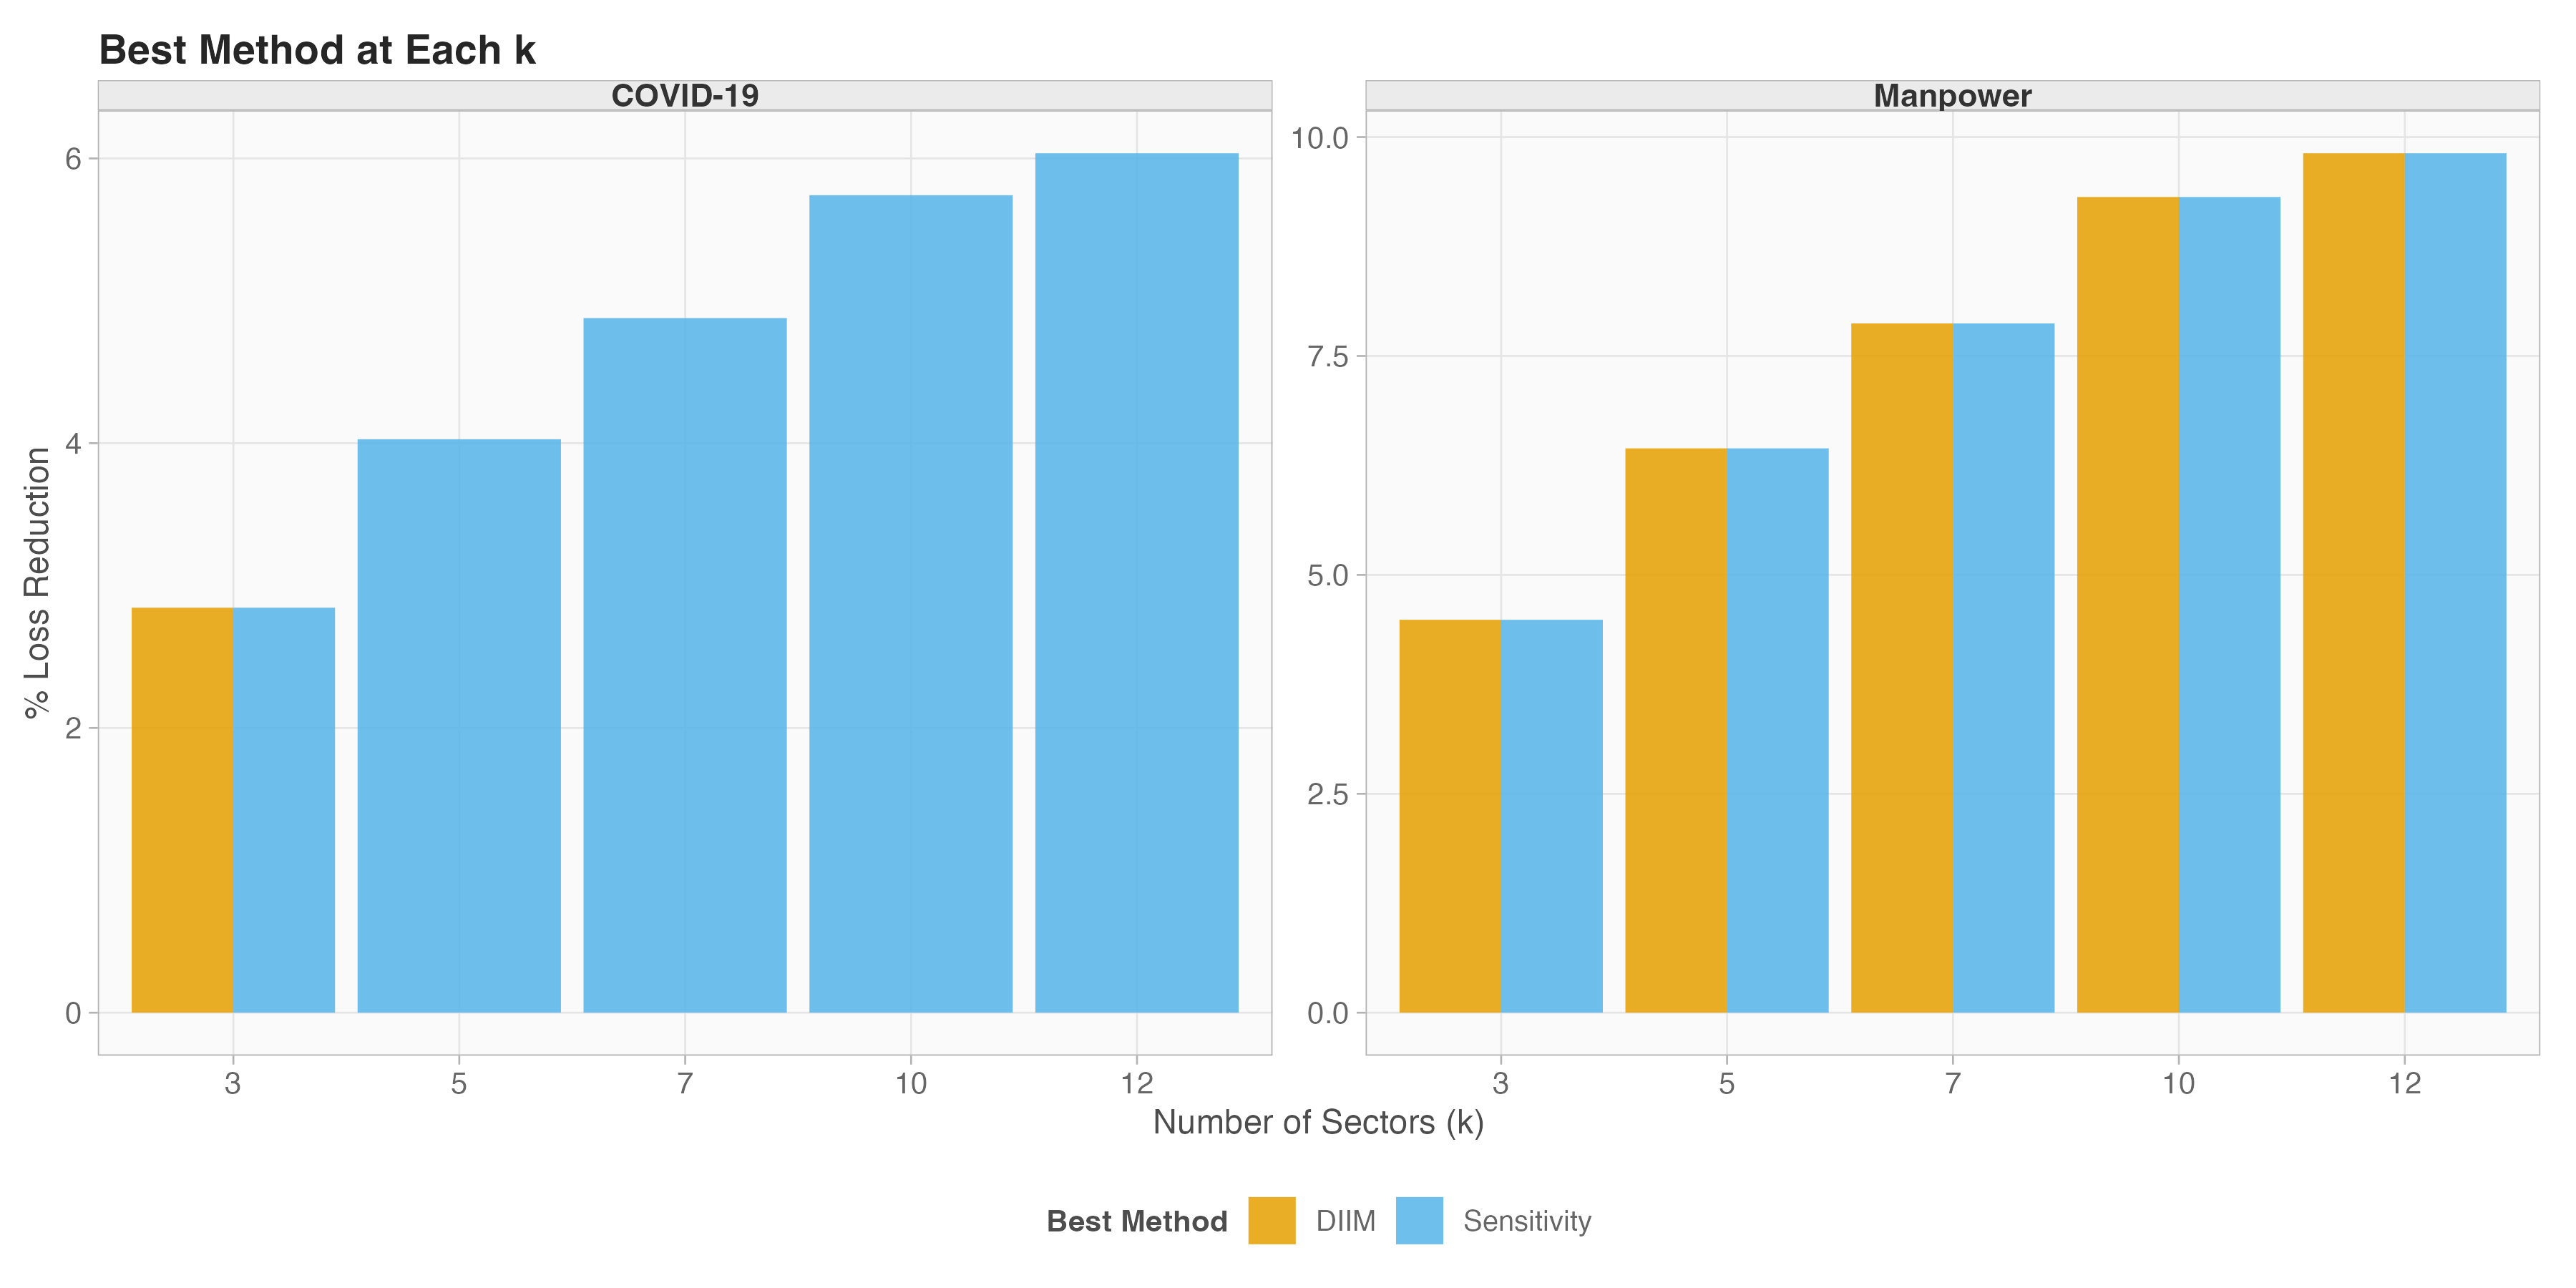 Best Method at Each k
COVID-19
Manpower
% Loss Reduction
6
4
2
0
10.0
7.5
5.0
2.5
0.0
3 5 7 10 12
3 5 7 10 12
Number of Sectors (k)
Best Method DIIM Sensitivity